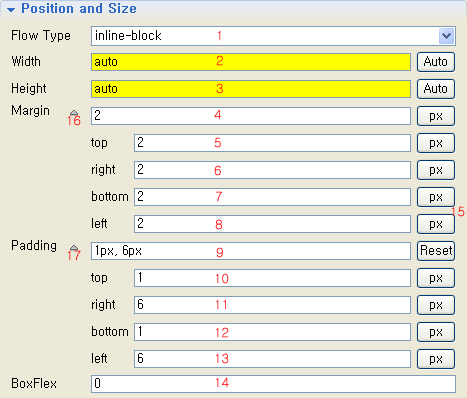 Position and Size
Flow Type inline-block 1
Width auto 2 Auto
Height auto 3 Auto
Margin 16 2 4 px
top 2 5 px
right 2 6 px
bottom 2 7 px
15
left 2 8 px
Padding 17 1px, 6px 9 Reset
top 1 10 px
right 6 11 px
bottom 1 12 px
left 6 13 px
BoxFlex 0 14